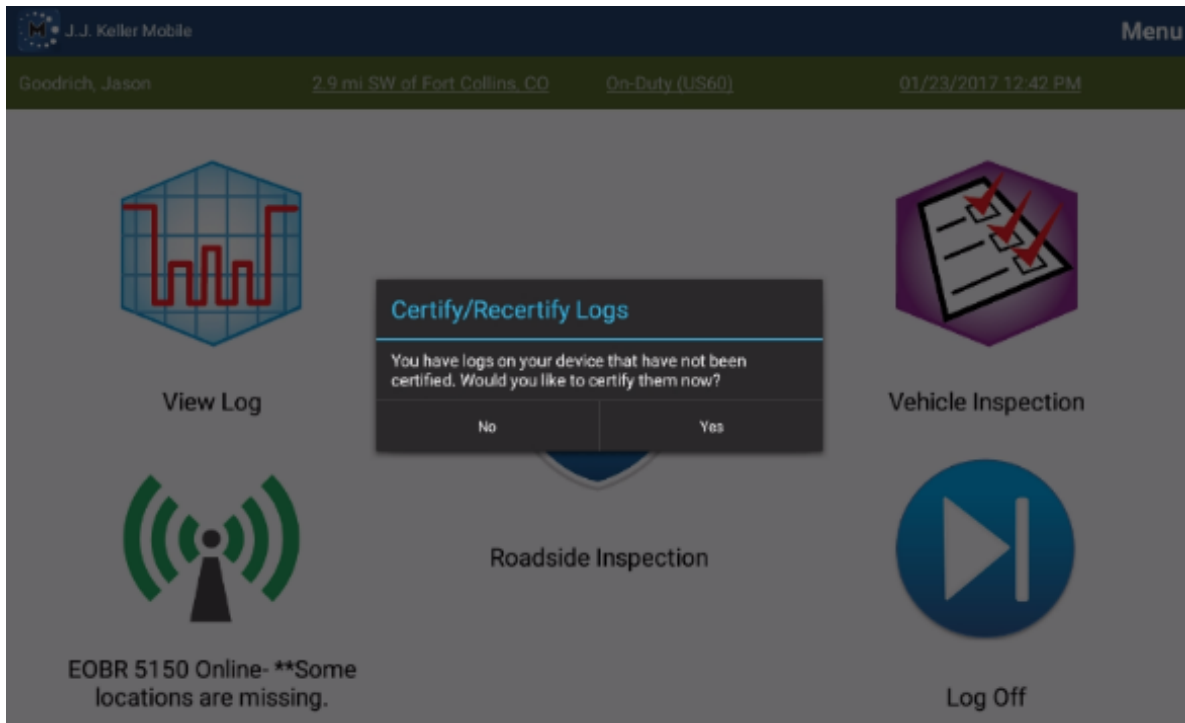 J.J. Keller Mobile
Menu
Goodrich, Jason
2.9 mi SW of Fort Collins, CO
On-Duty (US60)
01/23/2017 12:42 PM
Certify/Recertify Logs
You have logs on your device that have not been
certified. Would you like to certify them now?
No
Yes
View Log
Vehicle Inspection
Roadside Inspection
EOBR 5150 Online- **Some
locations are missing.
Log Off